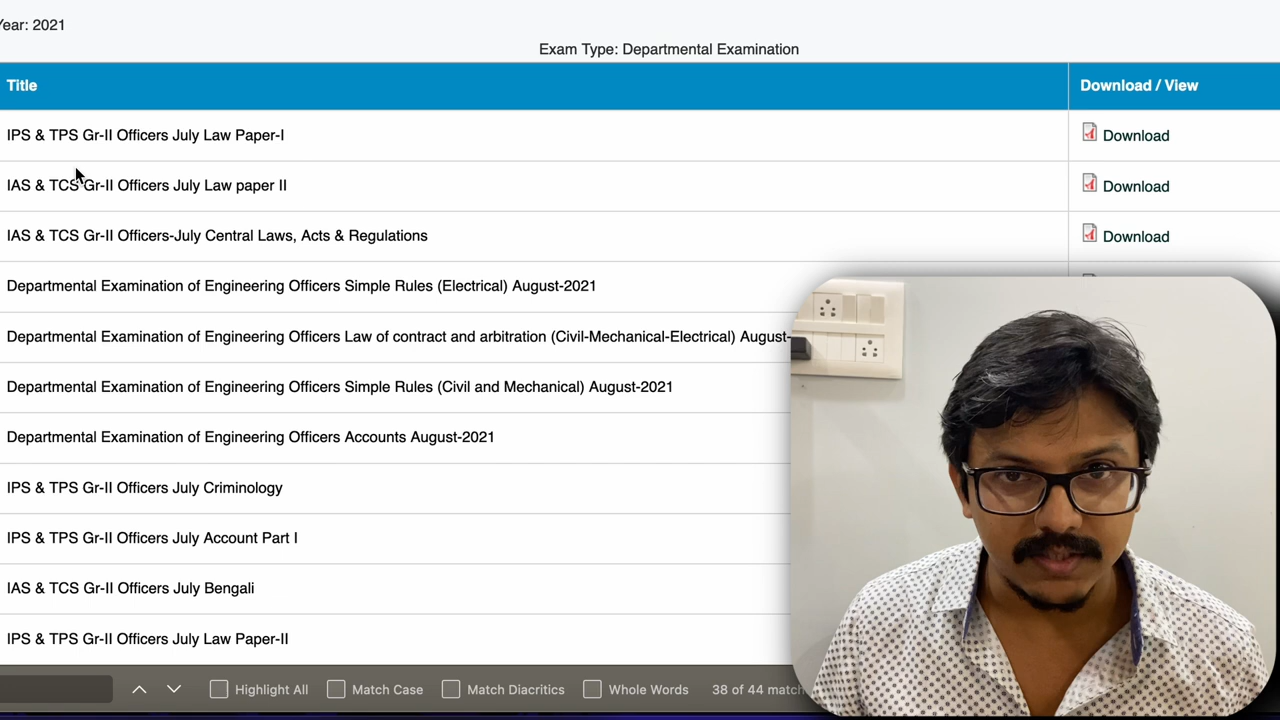 Year: 2021
Exam Type: Departmental Examination
Title
Download / View
IPS & TPS Gr-II Officers July Law Paper-I
Download
IAS & TCS Gr-II Officers July Law paper II
Download
IAS & TCS Gr-II Officers-July Central Laws, Acts & Regulations
Download
Departmental Examination of Engineering Officers Simple Rules (Electrical) August-2021
Departmental Examination of Engineering Officers Law of contract and arbitration (Civil-Mechanical-Electrical) August-
Departmental Examination of Engineering Officers Simple Rules (Civil and Mechanical) August-2021
Departmental Examination of Engineering Officers Accounts August-2021
IPS & TPS Gr-II Officers July Criminology
IPS & TPS Gr-II Officers July Account Part I
IAS & TCS Gr-II Officers July Bengali
IPS & TPS Gr-II Officers July Law Paper-II
Highlight All Match Case Match Diacritics Whole Words 38 of 44 match